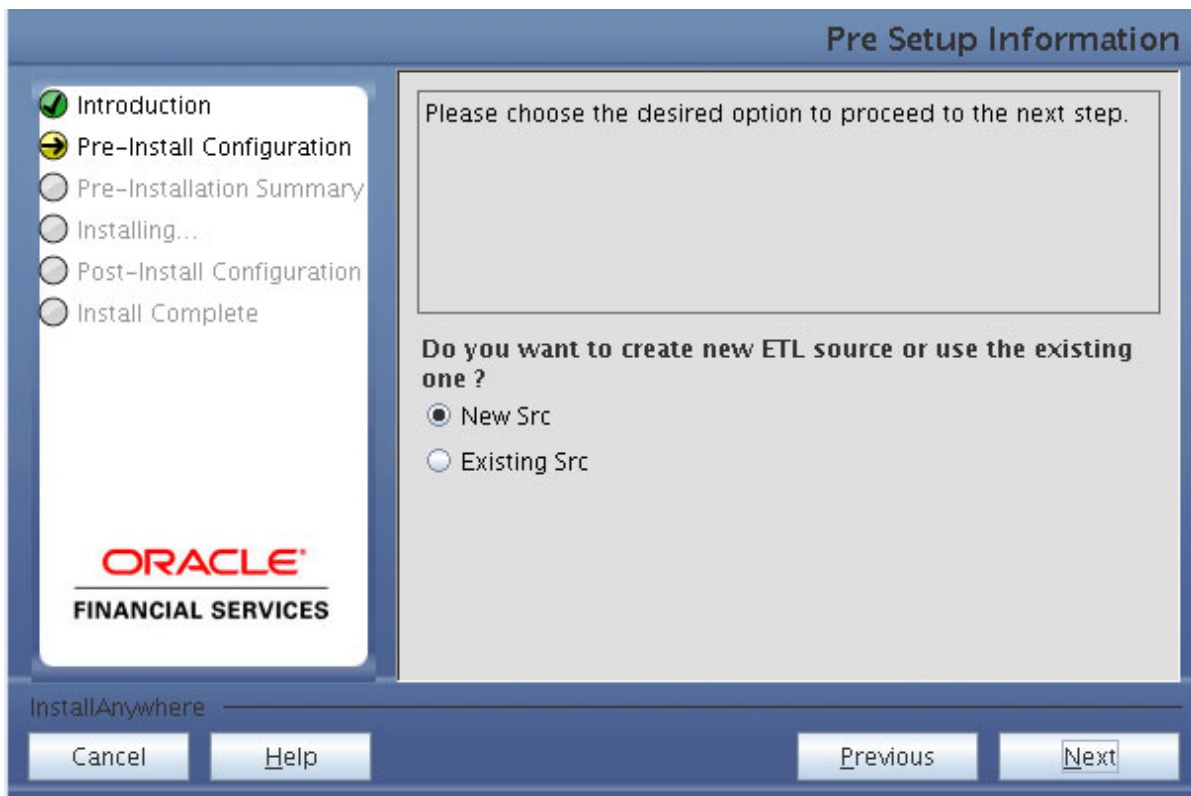 Pre Setup Information
Introduction
Pre-Install Configuration
Pre-Installation Summary
Installing...
Post-Install Configuration
Install Complete
ORACLE
FINANCIAL SERVICES
Please choose the desired option to proceed to the next step.
Do you want to create new ETL source or use the existing
one ?
New Src
Existing Src
InstallAnywhere
Cancel
Help
Previous
Next